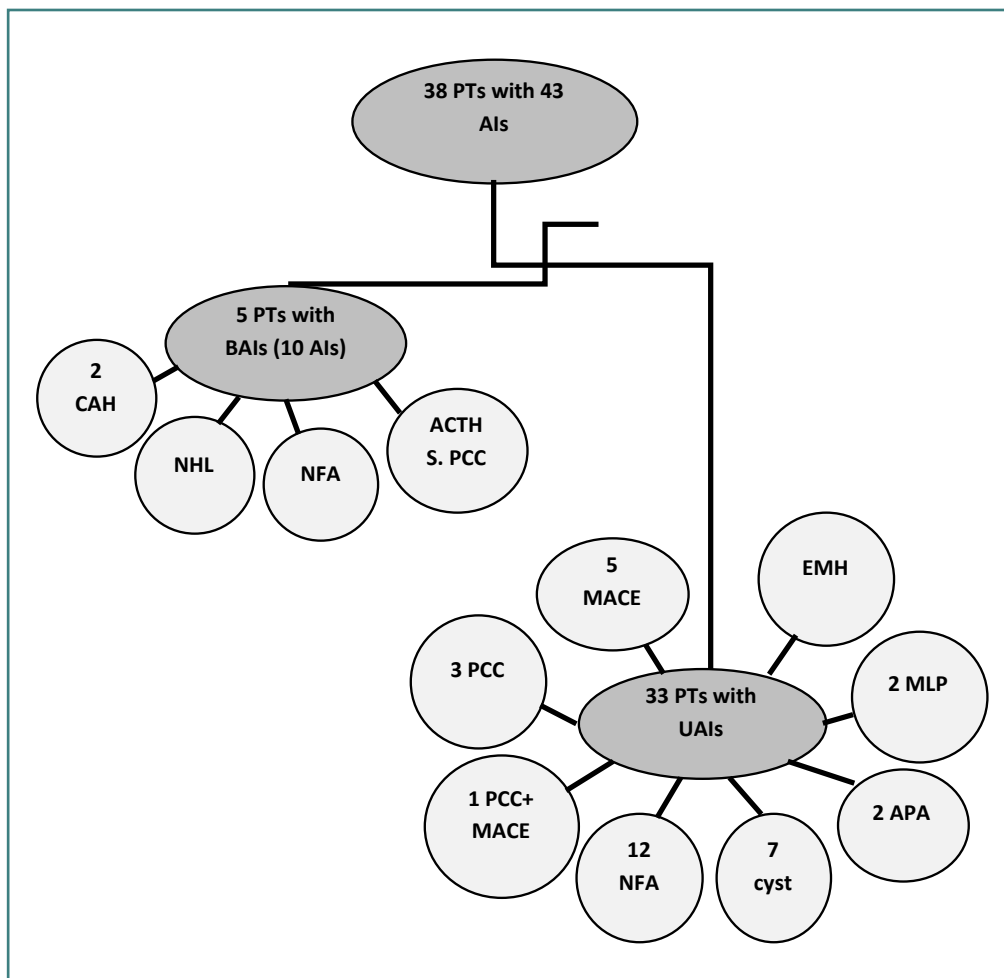 38 PTs with 43
AIs
5 PTs with
BAIs (10 AIs)
2
CAH
NHL
NFA
ACTH
S. PCC
5
MACE
EMH
3 PCC
33 PTs with
UAIs
2 MLP
1 PCC+
MACE
12
NFA
7
cyst
2 APA